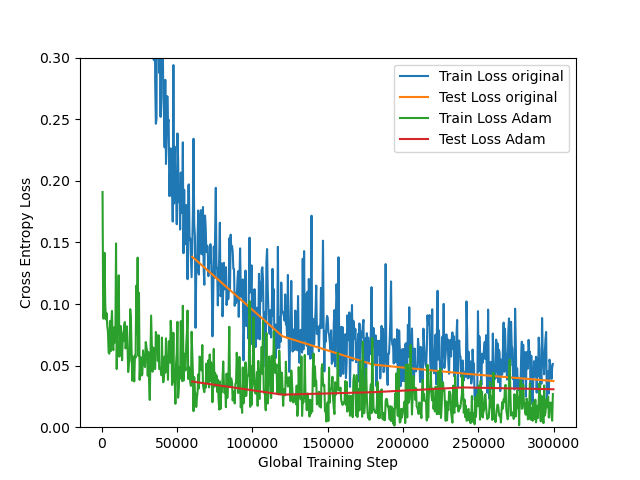 0.30
0.25
0.20
0.15
0.10
0.05
0.00
Cross Entropy Loss
Train Loss original
Test Loss original
Train Loss Adam
Test Loss Adam
0 50000 100000 150000 200000 250000 300000
Global Training Step